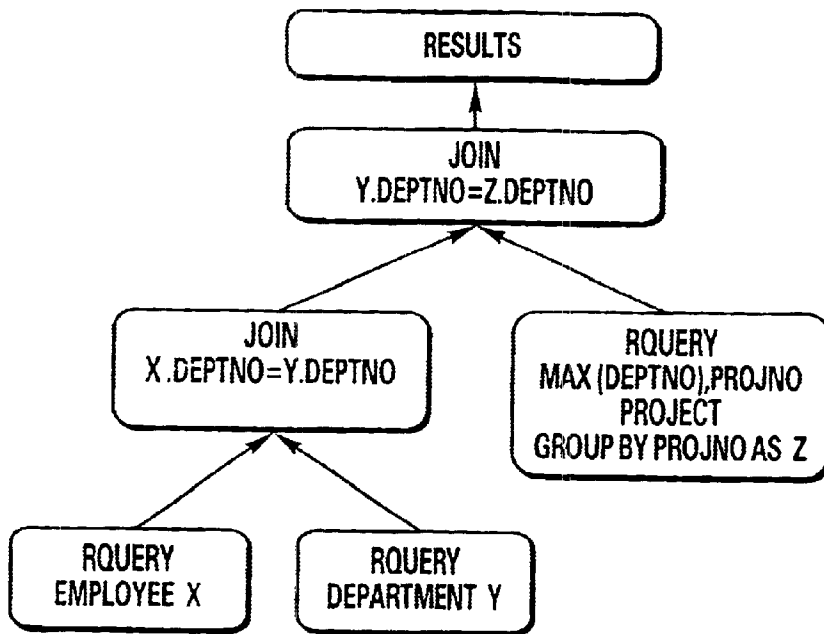 RESULTS
JOIN
Y.DEPTNO=Z.DEPTNO
JOIN
X.DEPTNO=Y.DEPTNO
RQUERY
MAX (DEPTNO),PROJNO
PROJECT
GROUP BY PROJNO AS Z
RQUERY
EMPLOYEE X
RQUERY
DEPARTMENT Y